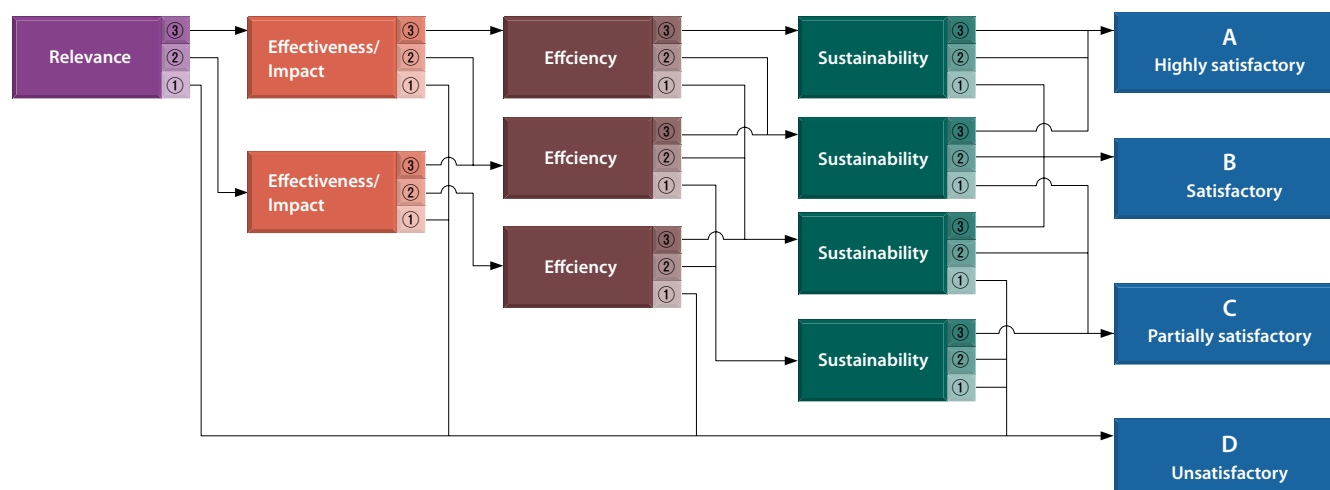 Relevance
③
②
①
Effectiveness/
Impact
③
②
①
Effectiveness/
Impact
③
②
①
Effciency
③
②
①
Effciency
③
②
①
Effciency
③
②
①
Sustainability
③
②
①
Sustainability
③
②
①
Sustainability
③
②
①
Sustainability
③
②
①
A
Highly satisfactory
B
Satisfactory
C
Partially satisfactory
D
Unsatisfactory